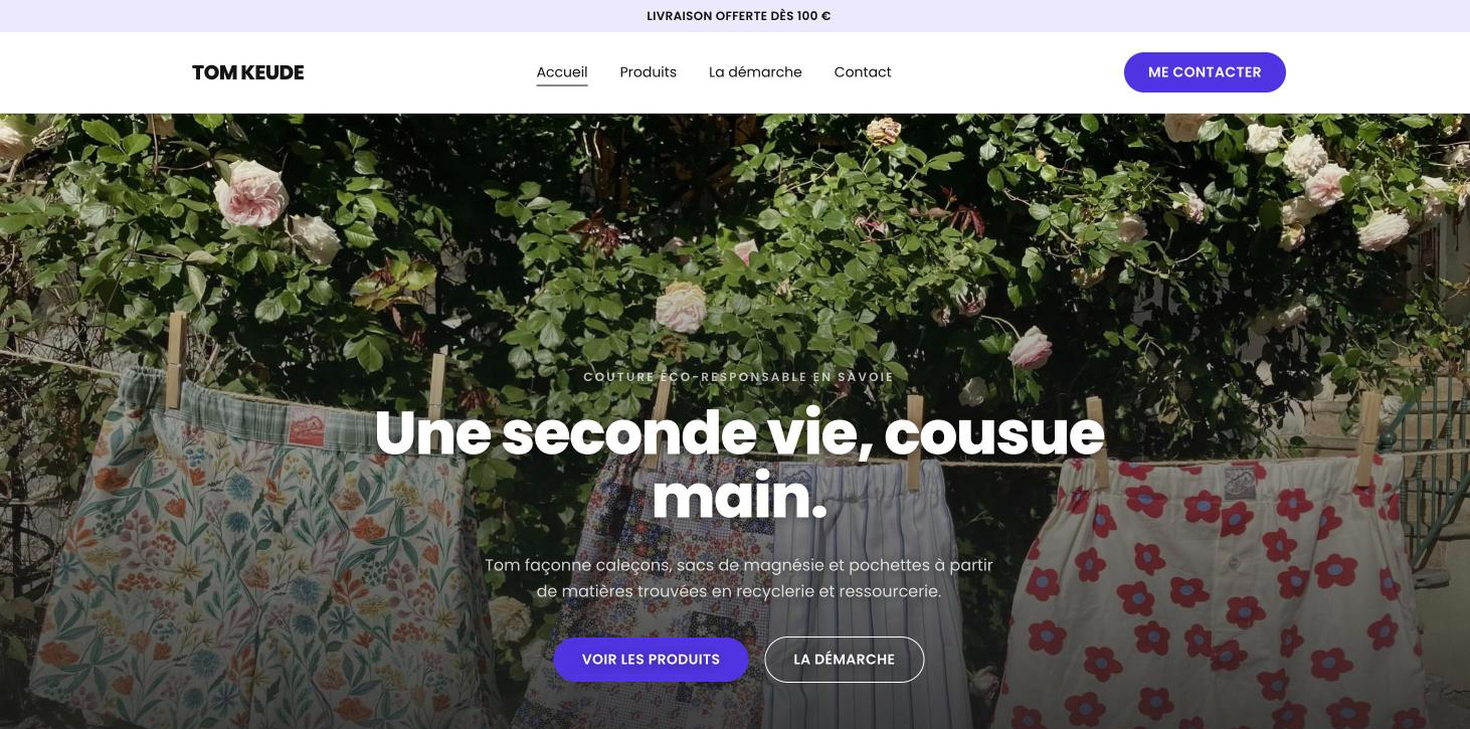 LIVRAISON OFFERTE DÈS 100 €
TOM KEUDE
Accueil
Produits
La démarche
Contact
ME CONTACTER
COUTURE ÉCO-RESPONSABLE EN SAVOIE
Une seconde vie, cousue
main.
Tom façonne caleçons, sacs de magnésie et pochettes à partir
de matières trouvées en recyclerie et ressourcerie.
VOIR LES PRODUITS
LA DÉMARCHE